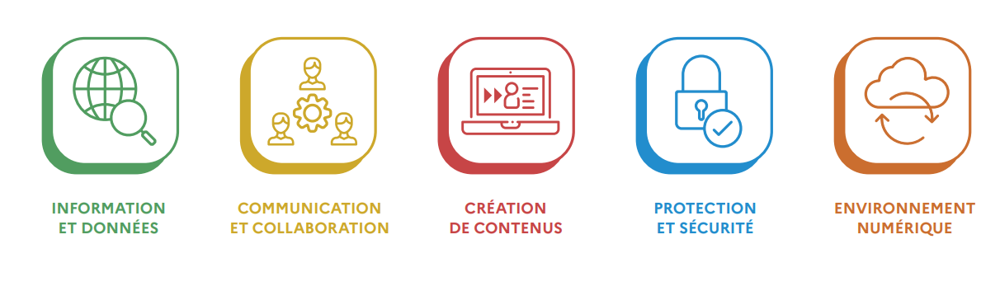 INFORMATION
ET DONNÉES
COMMUNICATION
ET COLLABORATION
CRÉATION
DE CONTENUS
PROTECTION
ET SÉCURITÉ
ENVIRONNEMENT
NUMÉRIQUE